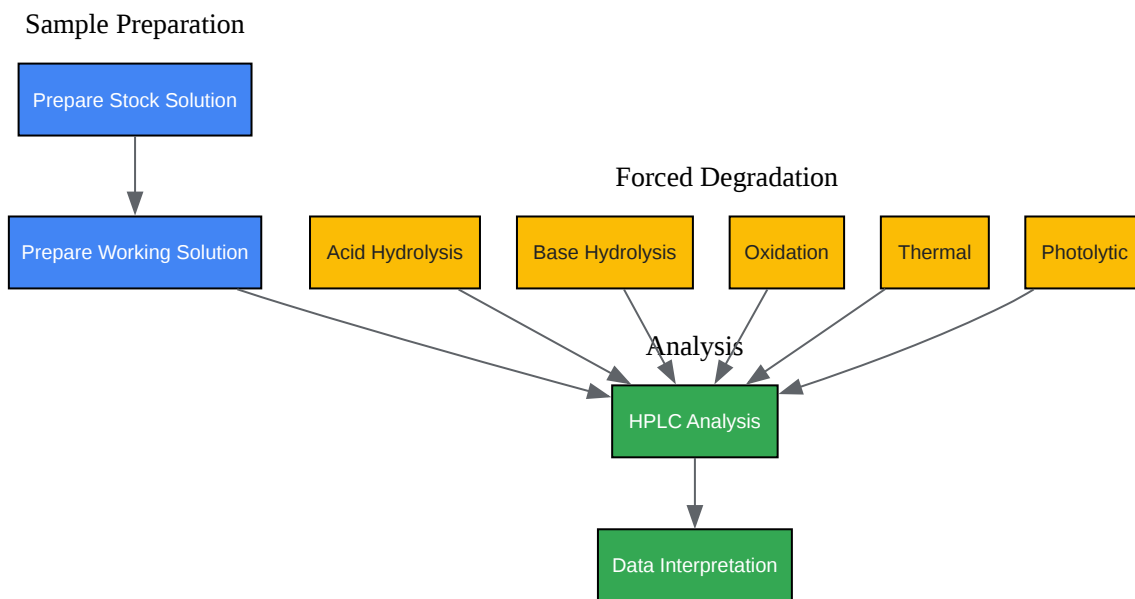 Sample Preparation
Prepare Stock Solution
Forced Degradation
Prepare Working Solution
Acid Hydrolysis
Base Hydrolysis
Oxidation
Thermal
Photolytic
Analysis
HPLC Analysis
Data Interpretation